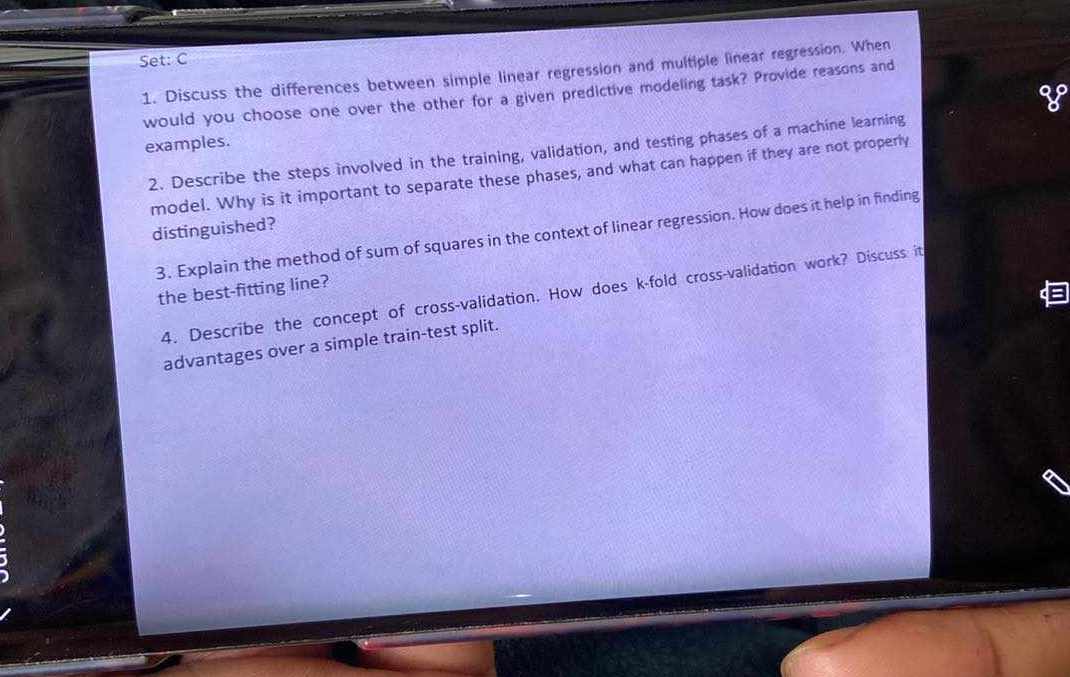 Set: C
1. Discuss the differences between simple linear regression and multiple linear regression. When
would you choose one over the other for a given predictive modeling task? Provide reasons and
examples.
2. Describe the steps involved in the training, validation, and testing phases of a machine learning
model. Why is it important to separate these phases, and what can happen if they are not properly
distinguished?
3. Explain the method of sum of squares in the context of linear regression. How does it help in finding
the best-fitting line?
4. Describe the concept of cross-validation. How does k-fold cross-validation work? Discuss it
advantages over a simple train-test split.